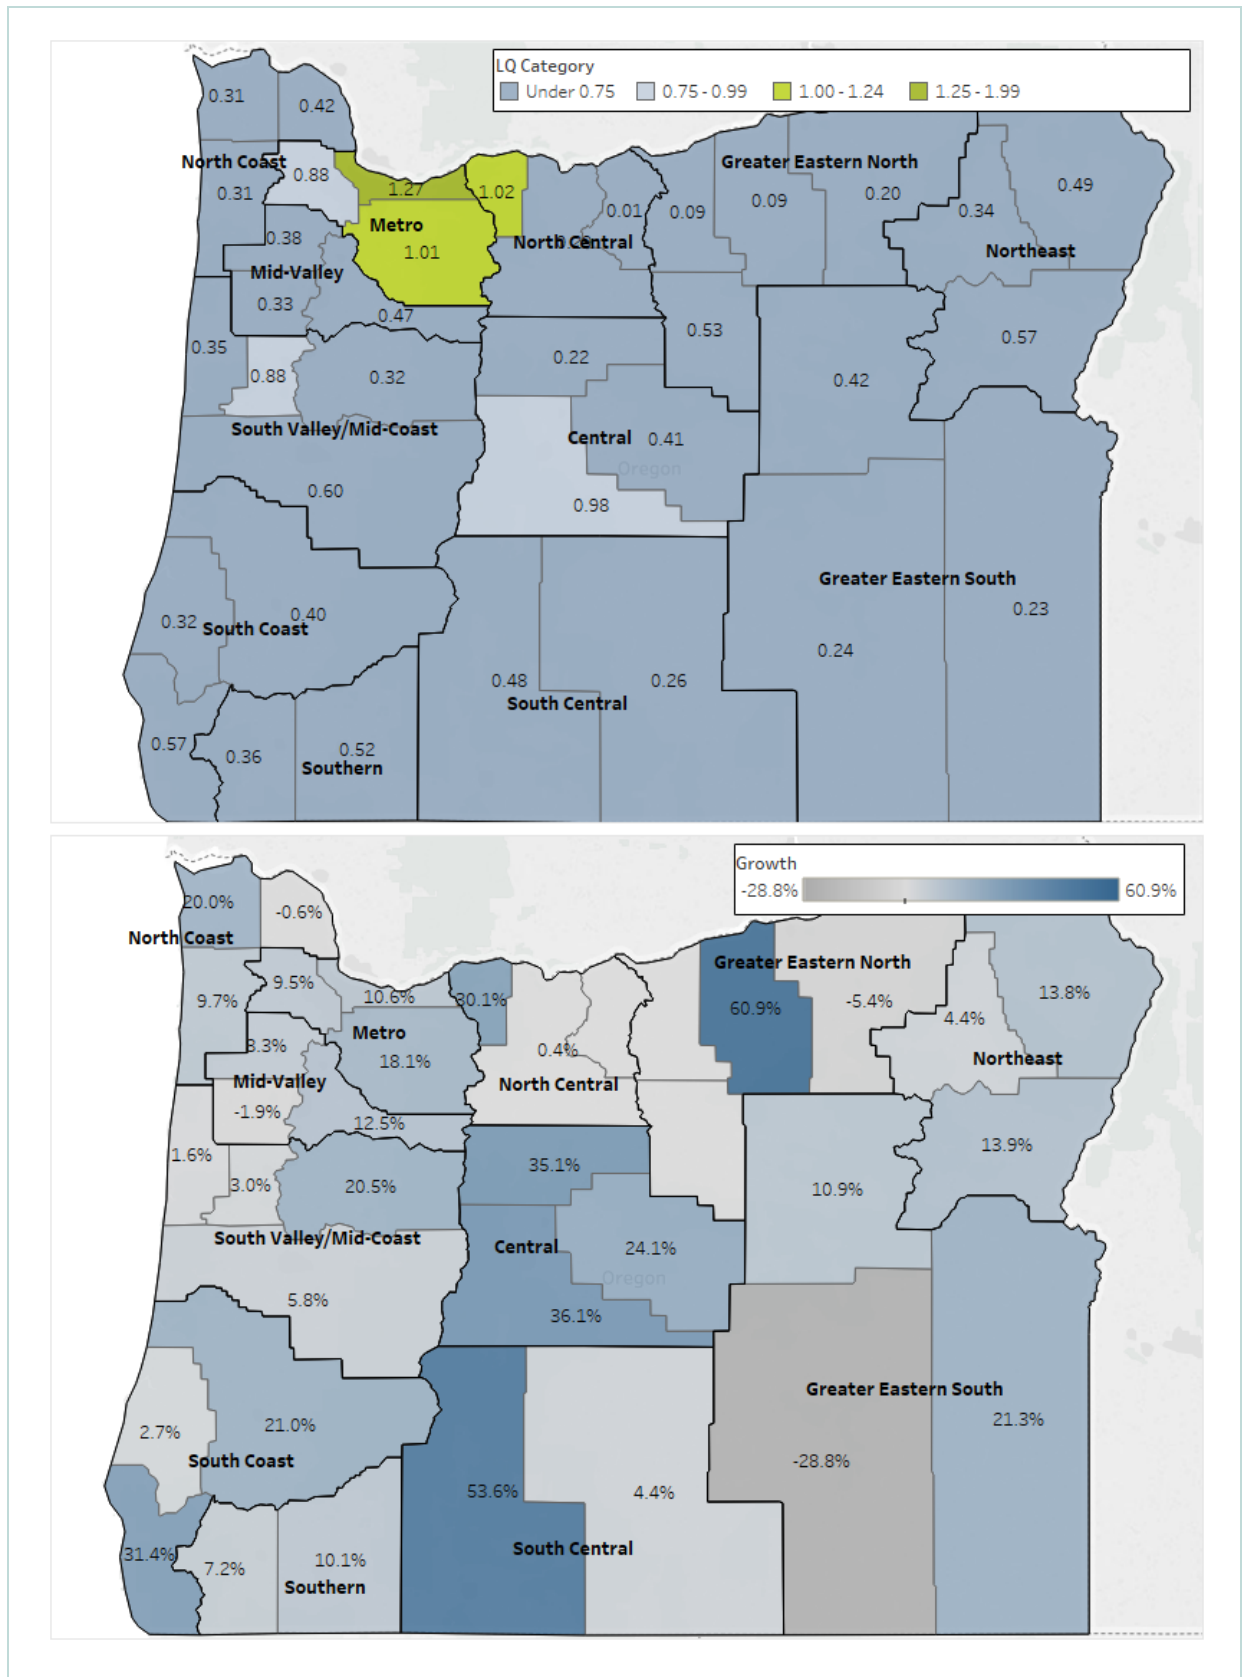 LQ Category
Under 0.75 0.75 - 0.99 1.00 - 1.24 1.25 - 1.99
0.31
0.42
North Coast
0.88
0.31
1.27
1.02
Greater Eastern North
0.49
0.20
0.09
0.09
0.01
0.34
Metro
0.38
North Central
1.01
Northeast
Mid-Valley
0.33
0.47
0.53
0.57
0.35
0.22
0.88
0.32
0.42
South Valley/Mid-Coast
Central
0.41
Oregon
0.60
0.98
Greater Eastern South
0.23
0.40
0.32
South Coast
0.24
0.48
0.26
South Central
0.57
0.36
0.52
Southern
Growth
-28.8% 60.9%
20.0%
-0.6%
North Coast
Greater Eastern North
9.5%
10.6%
30.1%
9.7%
60.9%
-5.4%
13.8%
4.4%
Metro
3.3%
0.4%
18.1%
Northeast
Mid-Valley
North Central
-1.9%
12.5%
13.9%
1.6%
35.1%
3.0%
20.5%
10.9%
South Valley/Mid-Coast
Central
24.1%
Oregon
5.8%
36.1%
Greater Eastern South
21.3%
2.7%
21.0%
South Coast
-28.8%
53.6%
4.4%
South Central
31.4%
7.2%
10.1%
Southern